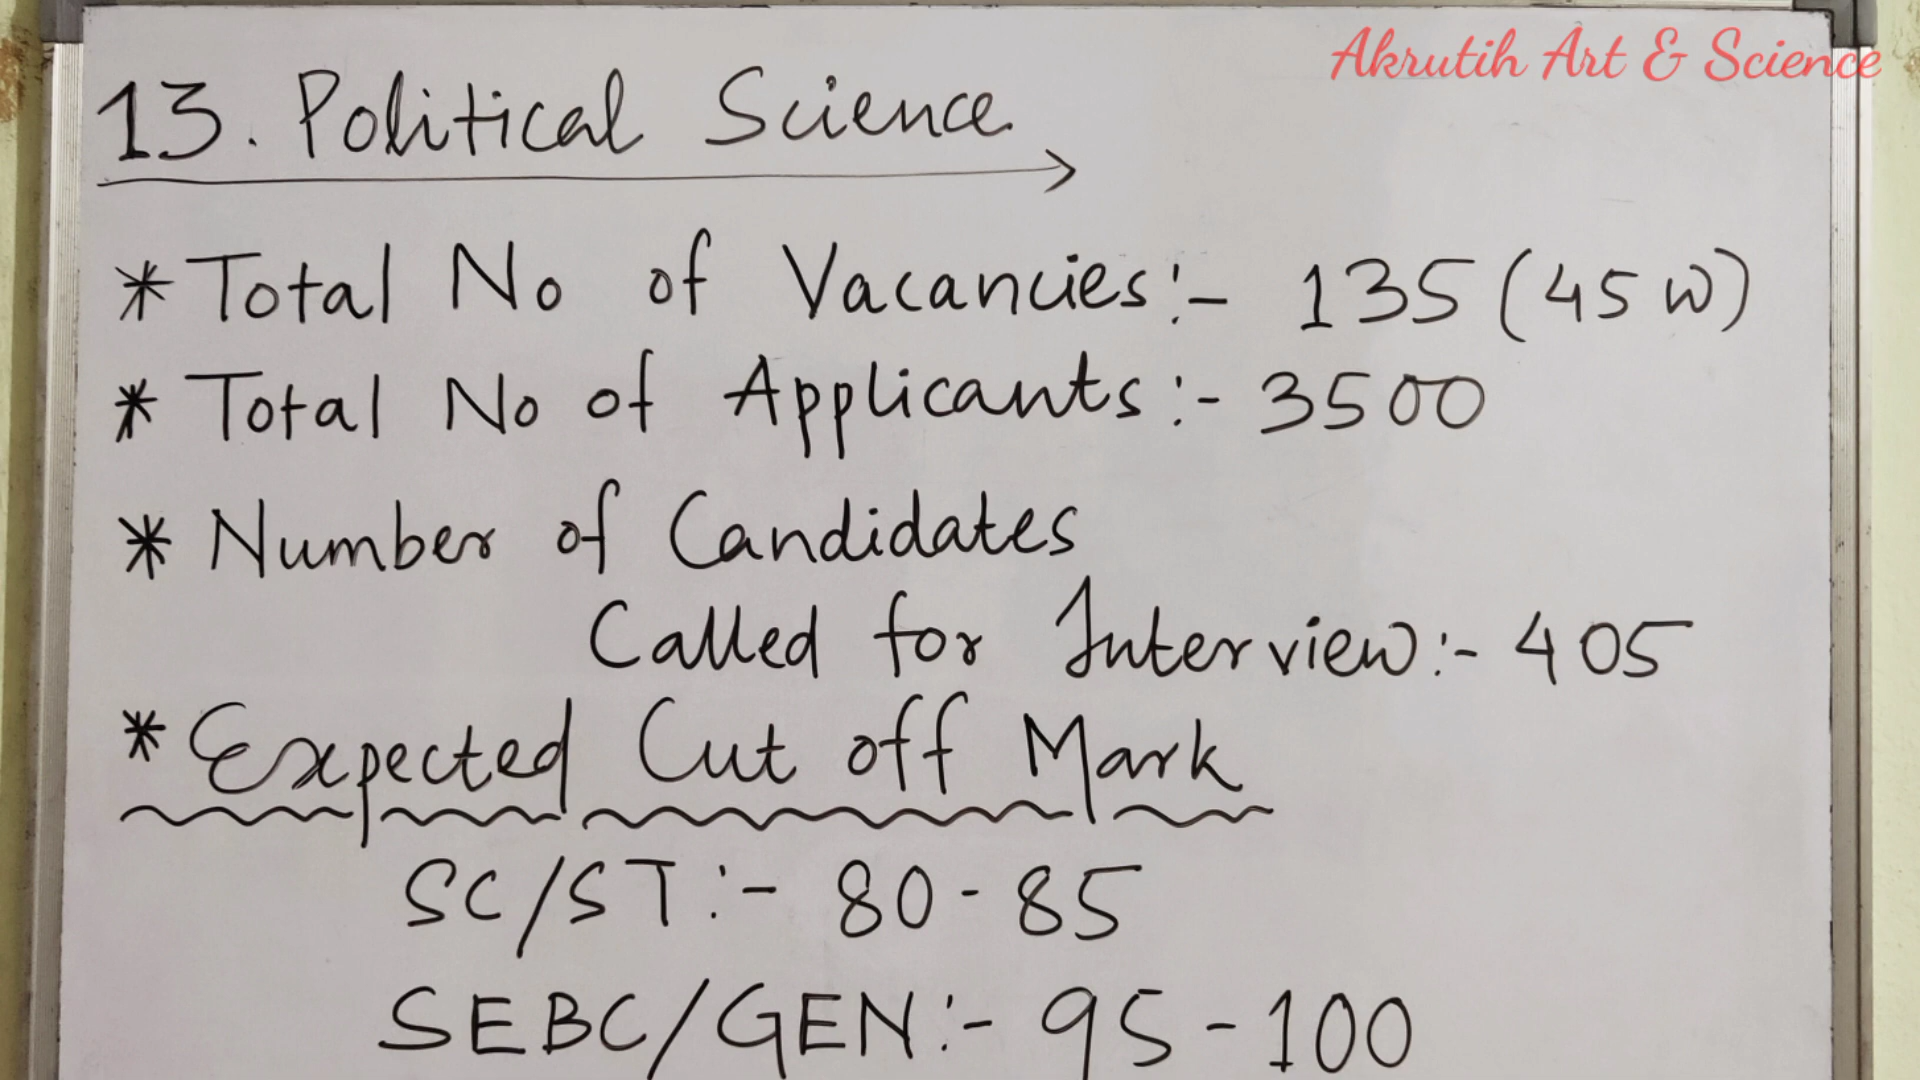 Akrutih Art & Science
13. Political Science
* Total No of Vacancies:- 135 (45 W)
* Total No of Applicants:- 3500
* Number of Candidates
Called for Interview:- 405
* Expected Cut off Mark
SC/ST:- 80-85
SEBC/GEN:- 95-100